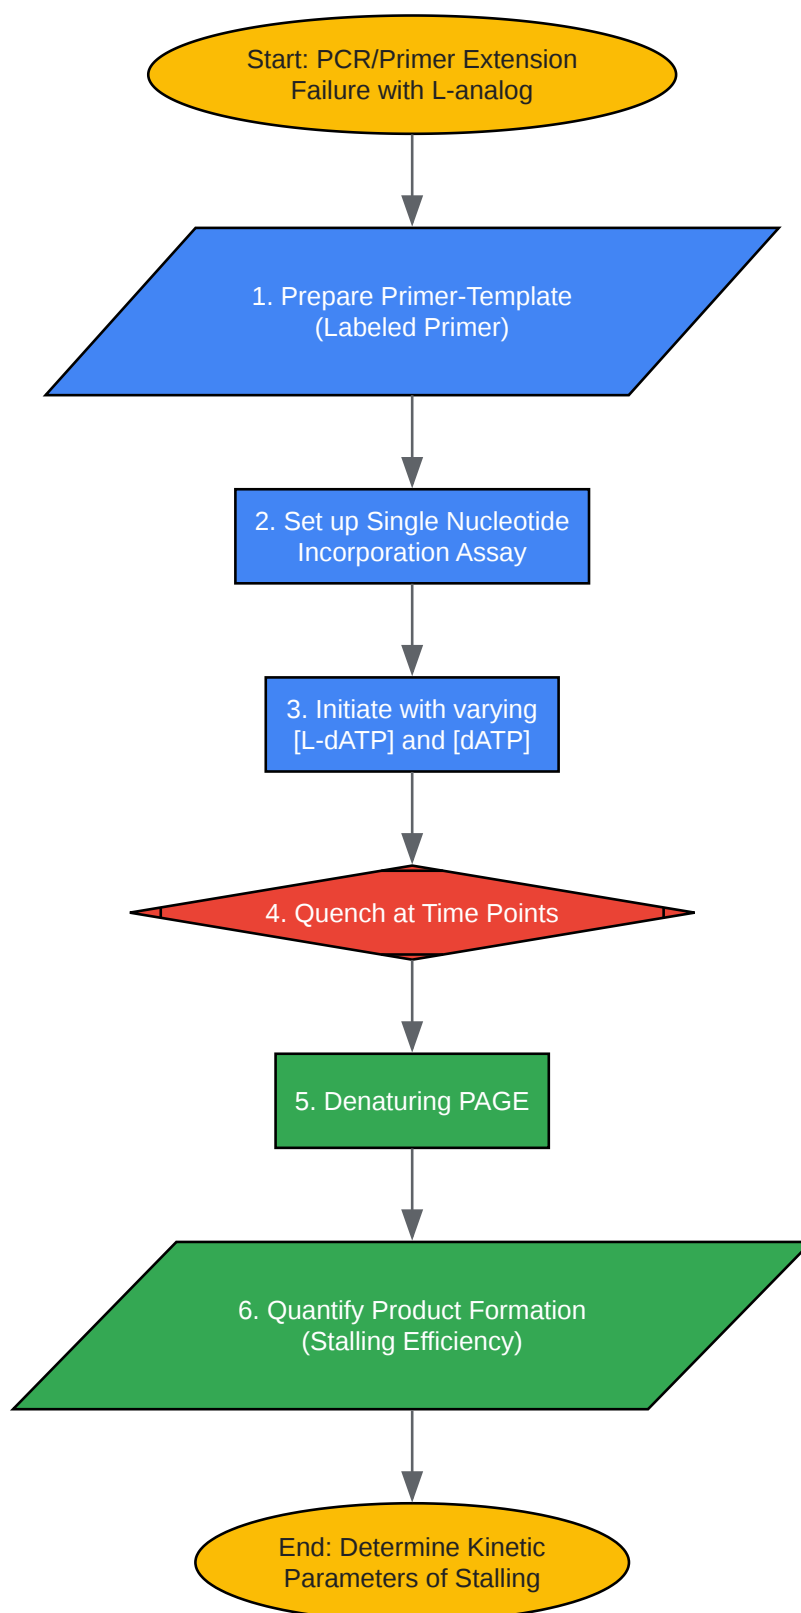 Start: PCR/Primer Extension
Failure with L-analog
1. Prepare Primer-Template
(Labeled Primer)
2. Set up Single Nucleotide
Incorporation Assay
3. Initiate with varying
[L-dATP] and [dATP]
4. Quench at Time Points
5. Denaturing PAGE
6. Quantify Product Formation
(Stalling Efficiency)
End: Determine Kinetic
Parameters of Stalling